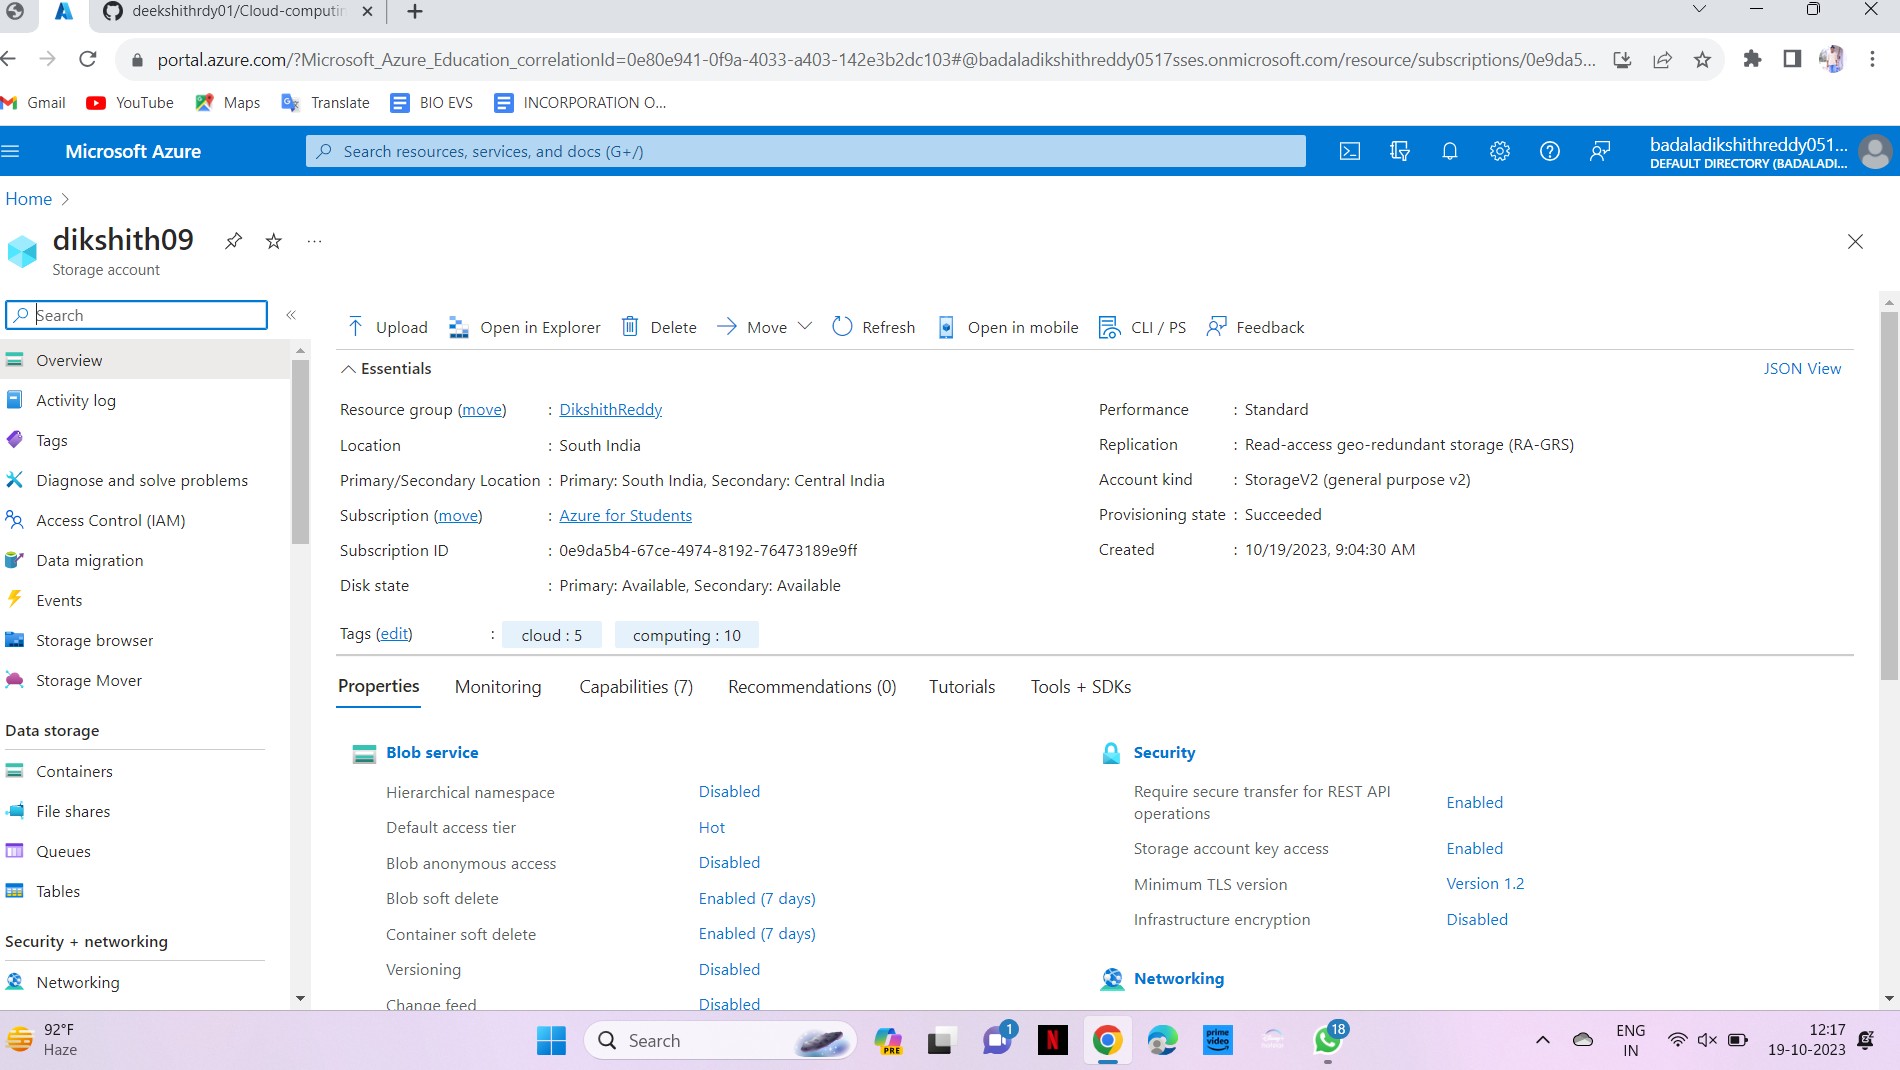 deekshithrdy01/Cloud-computin
portal.azure.com/?Microsoft_Azure_Education_correlationId=0e80e941-0f9a-4033-a403-142e3b2dc103#@badaladikshithreddy0517sses.onmicrosoft.com/resource/subscriptions/0e9da5...
Gmail YouTube Maps Translate BIO EVS INCORPORATION O...
Microsoft Azure
Search resources, services, and docs (G+/)
badaladikshithreddy051...
DEFAULT DIRECTORY (BADALADI...
Home
dikshith09
Storage account
Search
Overview
Activity log
Tags
Diagnose and solve problems
Access Control (IAM)
Data migration
Events
Storage browser
Storage Mover
Data storage
Containers
File shares
Queues
Tables
Security + networking
Networking
Upload Open in Explorer Delete Move Refresh Open in mobile CLI / PS Feedback
Essentials
JSON View
Resource group (move) : DikshithReddy
Location : South India
Primary/Secondary Location : Primary: South India, Secondary: Central India
Subscription (move) : Azure for Students
Subscription ID : 0e9da5b4-67ce-4974-8192-76473189e9ff
Disk state : Primary: Available, Secondary: Available
Performance : Standard
Replication : Read-access geo-redundant storage (RA-GRS)
Account kind : StorageV2 (general purpose v2)
Provisioning state : Succeeded
Created : 10/19/2023, 9:04:30 AM
Tags (edit) : cloud : 5 computing : 10
Properties Monitoring Capabilities (7) Recommendations (0) Tutorials Tools + SDKs
Blob service
Hierarchical namespace Disabled
Default access tier Hot
Blob anonymous access Disabled
Blob soft delete Enabled (7 days)
Container soft delete Enabled (7 days)
Versioning Disabled
Change feed Disabled
Security
Require secure transfer for REST API
operations Enabled
Storage account key access Enabled
Minimum TLS version Version 1.2
Infrastructure encryption Disabled
Networking
92°F
Haze
Search
PRE
1
N
prime
video
18
ENG
IN
12:17
19-10-2023